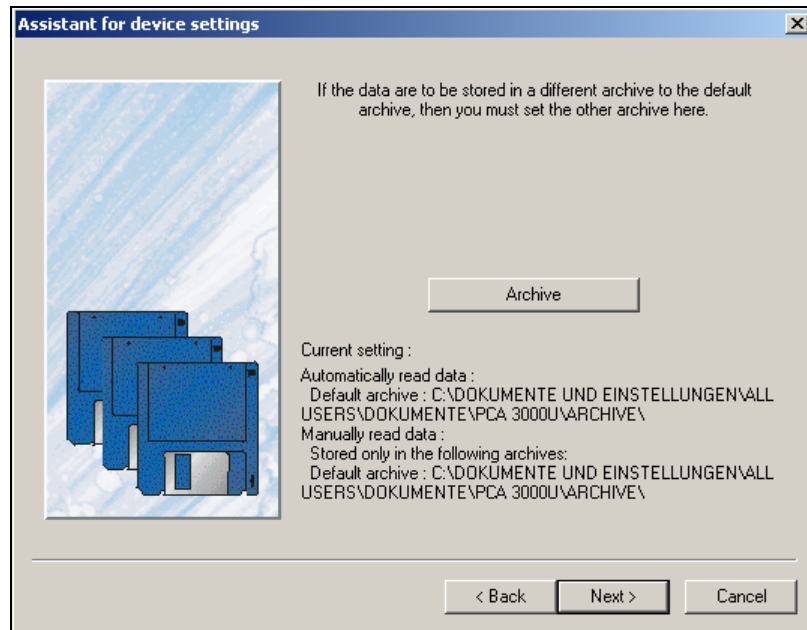 Assistant for device settings
If the data are to be stored in a different archive to the default
archive, then you must set the other archive here.
Archive
Current setting :
Automatically read data :
Default archive : C:\DOKUMENTE UND EINSTELLUNGEN\ALL
USERS\DOKUMENTE\PCA 3000U\ARCHIVE\
Manually read data :
Stored only in the following archives:
Default archive : C:\DOKUMENTE UND EINSTELLUNGEN\ALL
USERS\DOKUMENTE\PCA 3000U\ARCHIVE\
< Back
Next >
Cancel